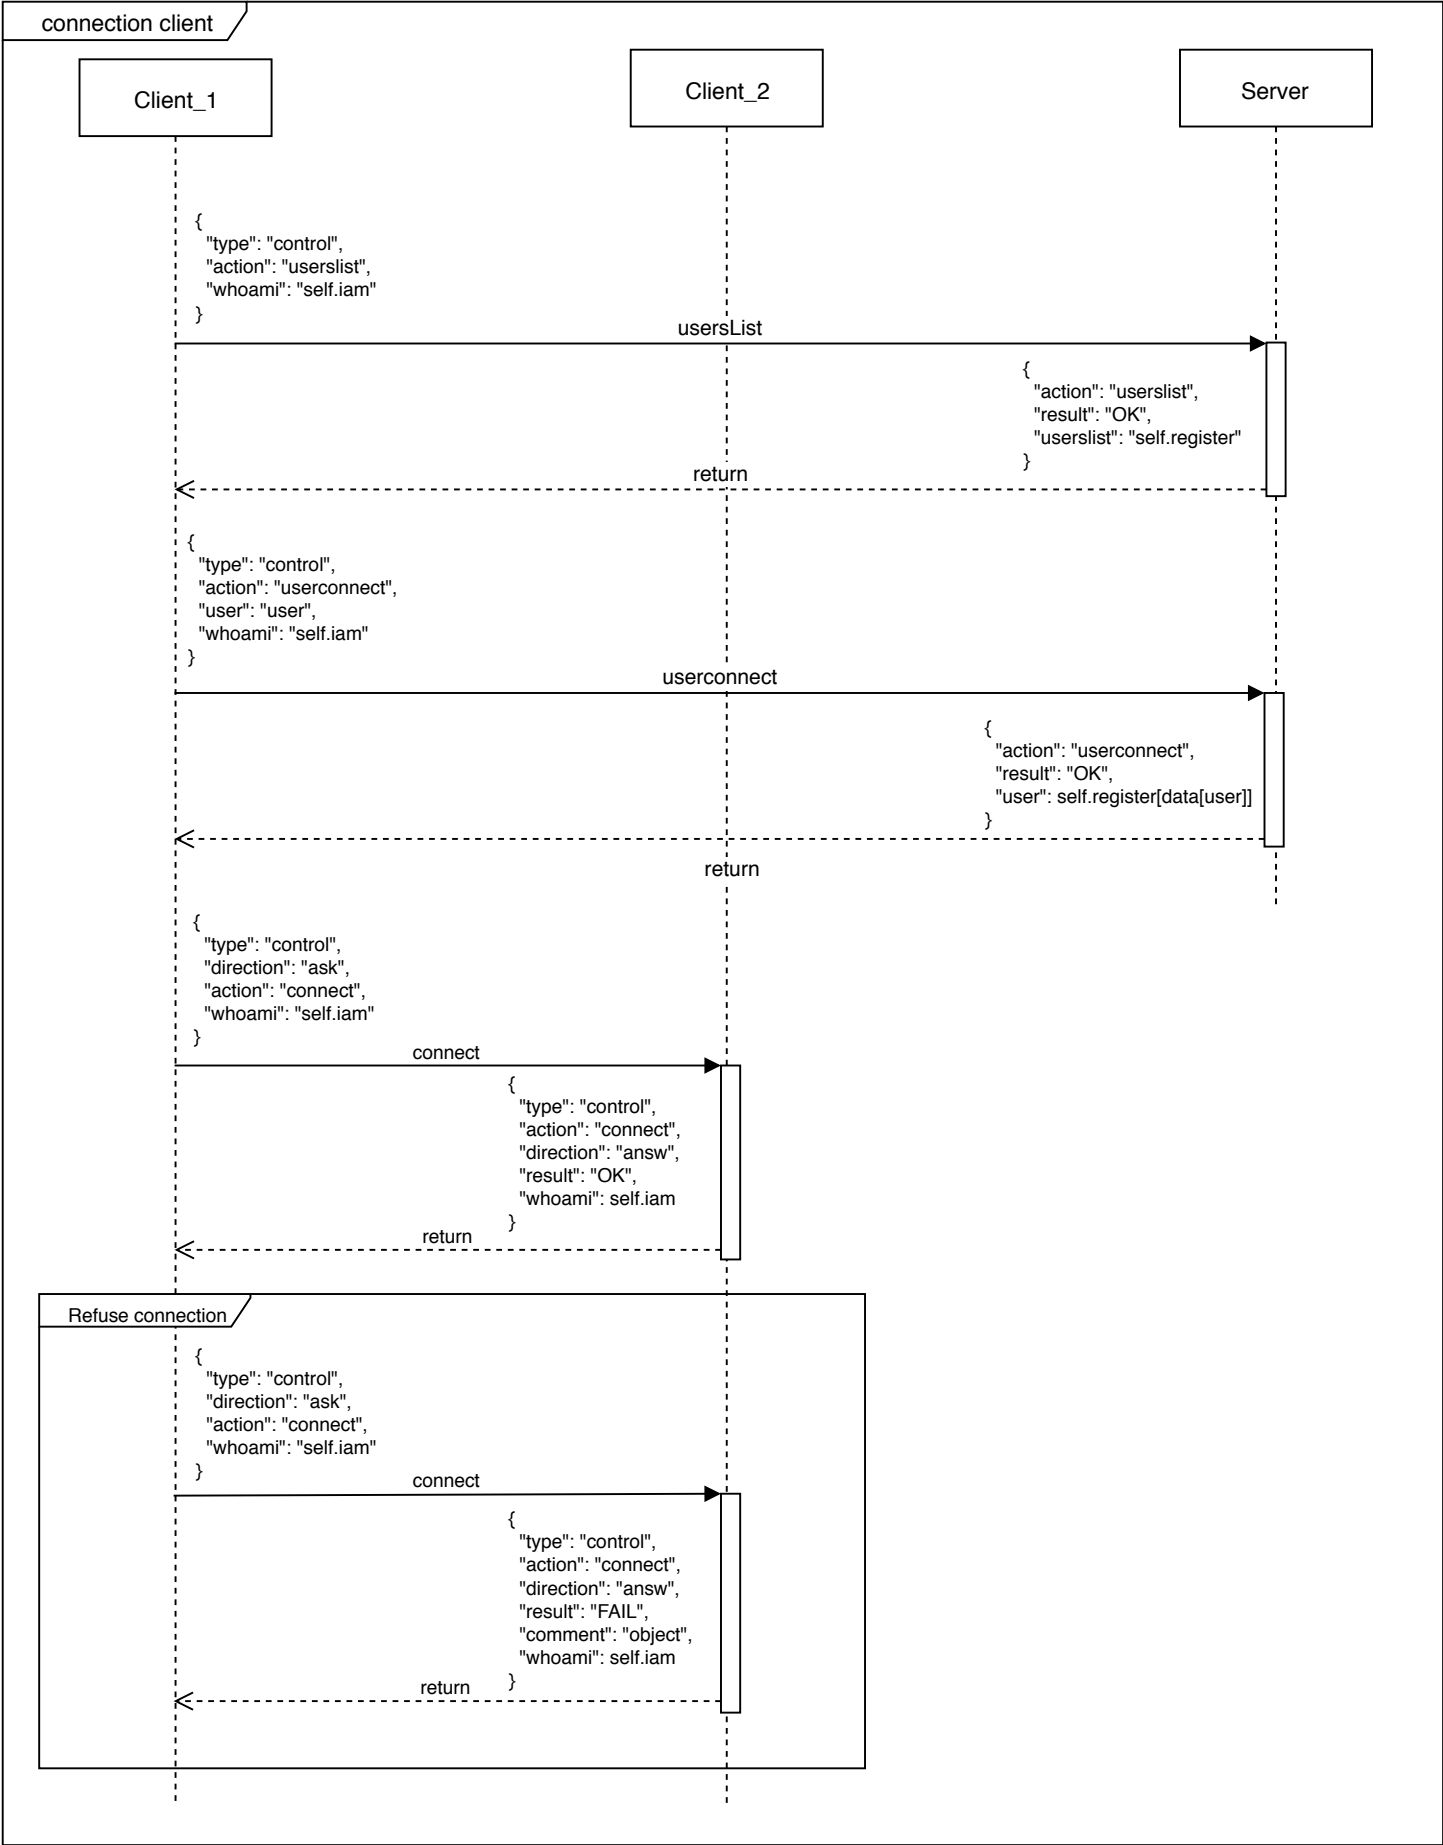 connection client
Client_1
Client_2
Server
{
"type": "control",
"action": "userslist",
"whoami": "self.iam"
}
usersList
{
"action": "userslist",
"result": "OK",
"userslist": "self.register"
}
return
{
"type": "control",
"action": "userconnect",
"user": "user",
"whoami": "self.iam"
}
userconnect
{
"action": "userconnect",
"result": "OK",
"user": self.register[data[user]]
}
return
{
"type": "control",
"direction": "ask",
"action": "connect",
"whoami": "self.iam"
}
connect
{
"type": "control",
"action": "connect",
"direction": "answ",
"result": "OK",
"whoami": self.iam
}
return
Refuse connection
{
"type": "control",
"direction": "ask",
"action": "connect",
"whoami": "self.iam"
}
connect
{
"type": "control",
"action": "connect",
"direction": "answ",
"result": "FAIL",
"comment": "object",
"whoami": self.iam
}
return